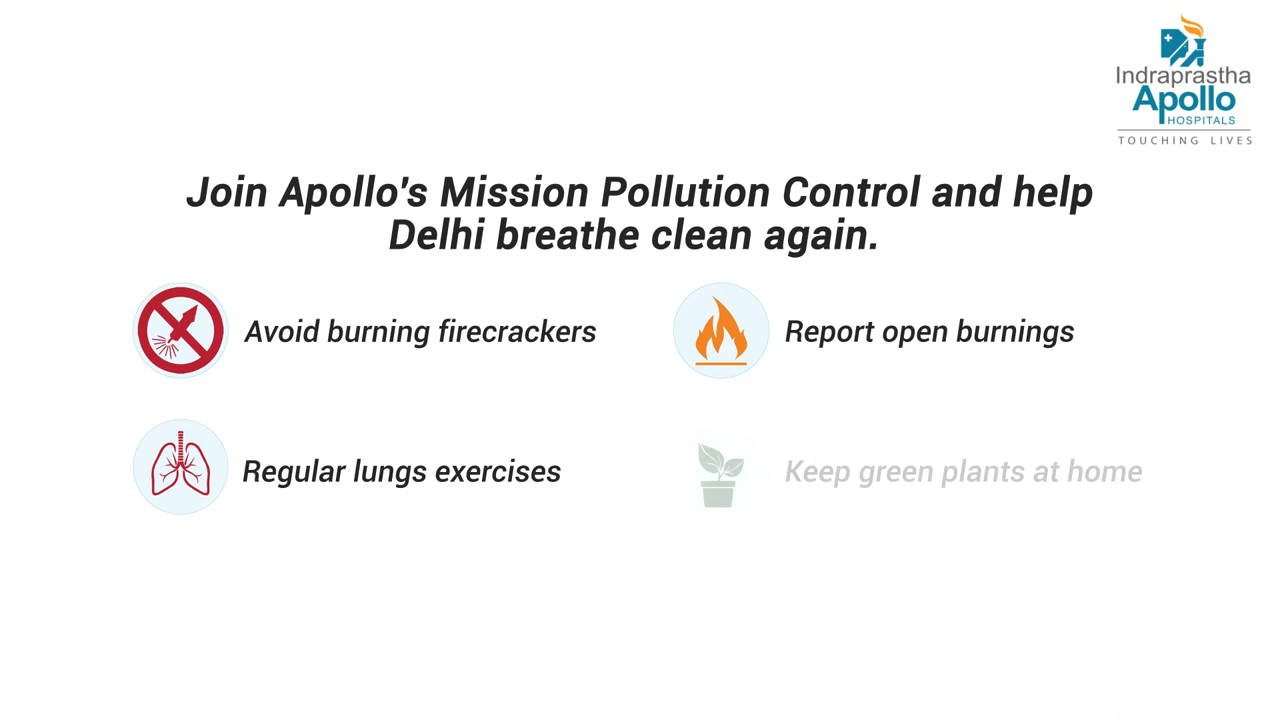 Indraprastha
Apollo
HOSPITALS
TOUCHING LIVES
Join Apollo's Mission Pollution Control and help
Delhi breathe clean again.
Avoid burning firecrackers
Report open burnings
Regular lungs exercises
Keep green plants at home